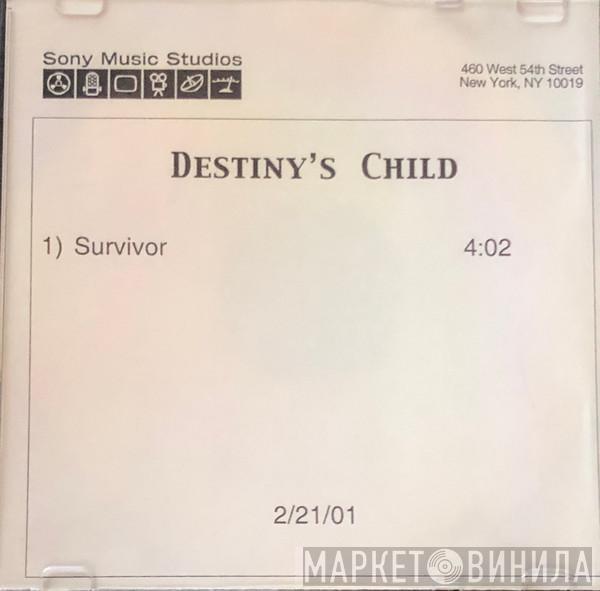 Sony Music Studios
460 West 54th Street
New York, NY 10019
DESTINY'S CHILD
1) Survivor 4:02
2/21/01
МАРКЕТ ВИНИЛА